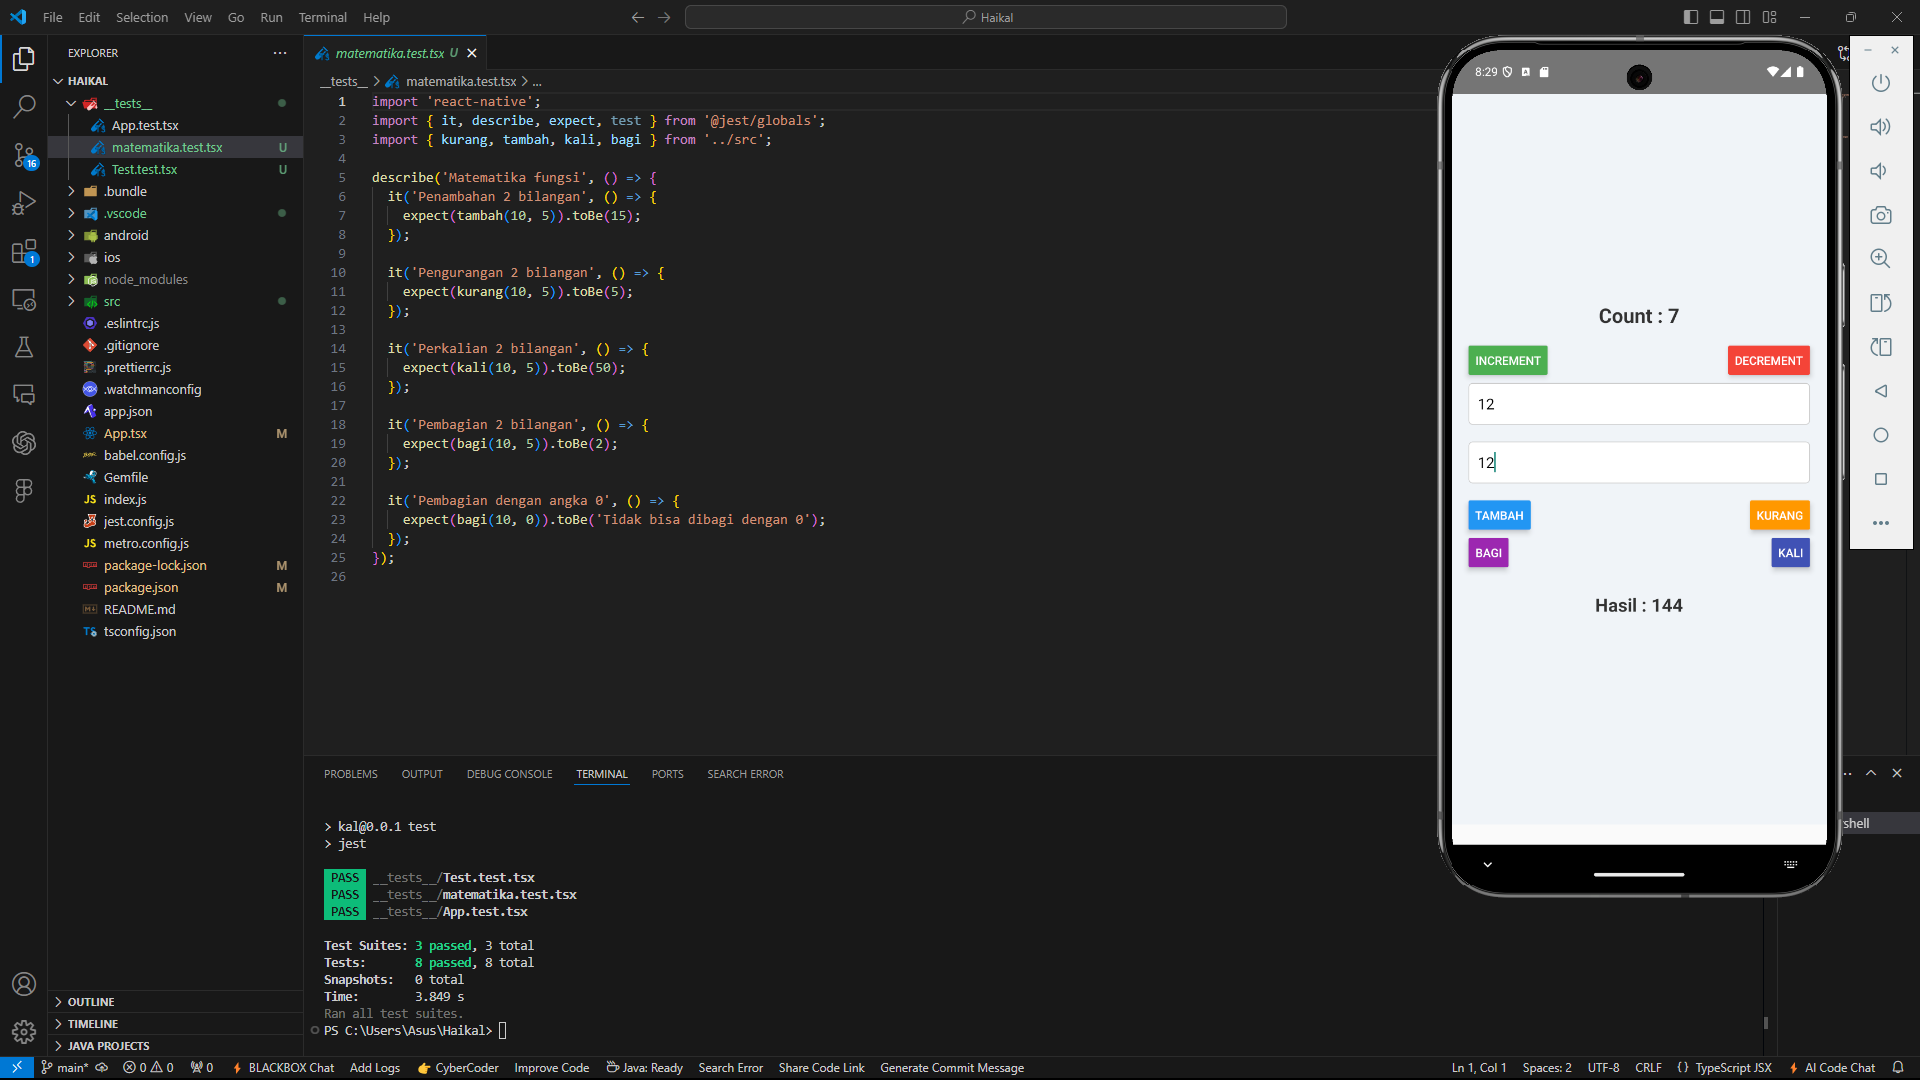 File Edit Selection View Go Run Terminal Help
Haikal
EXPLORER
HAIKAL
__tests__
App.test.tsx
matematika.test.tsx U
Test.test.tsx U
.bundle
.vscode
android
ios
node_modules
src
.eslintrc.js
.gitignore
.prettierrc.js
.watchmanconfig
app.json
App.tsx M
babel.config.js
Gemfile
JS index.js
jest.config.js
JS metro.config.js
package-lock.json M
package.json M
README.md
TS tsconfig.json
OUTLINE
TIMELINE
JAVA PROJECTS
16
1
matematika.test.tsx U
__tests__ > matematika.test.tsx > ...
1 import 'react-native';
2 import { it, describe, expect, test } from '@jest/globals';
3 import { kurang, tambah, kali, bagi } from '../src';
4
5 describe('Matematika fungsi', () => {
6 it('Penambahan 2 bilangan', () => {
7 expect(tambah(10, 5)).toBe(15);
8 });
9
10 it('Pengurangan 2 bilangan', () => {
11 expect(kurang(10, 5)).toBe(5);
12 });
13
14 it('Perkalian 2 bilangan', () => {
15 expect(kali(10, 5)).toBe(50);
16 });
17
18 it('Pembagian 2 bilangan', () => {
19 expect(bagi(10, 5)).toBe(2);
20 });
21
22 it('Pembagian dengan angka 0', () => {
23 expect(bagi(10, 0)).toBe('Tidak bisa dibagi dengan 0');
24 });
25 });
26
PROBLEMS OUTPUT DEBUG CONSOLE TERMINAL PORTS SEARCH ERROR
> kal@0.0.1 test
> jest
PASS __tests__/Test.test.tsx
PASS __tests__/matematika.test.tsx
PASS __tests__/App.test.tsx
Test Suites: 3 passed, 3 total
Tests: 8 passed, 8 total
Snapshots: 0 total
Time: 3.849 s
Ran all test suites.
PS C:\Users\Asus\Haikal>
shell
8:29
Count : 7
INCREMENT DECREMENT
12
12
TAMBAH KURANG
BAGI KALI
Hasil : 144
main* 0 0 0 BLACKBOX Chat Add Logs CyberCoder Improve Code Java: Ready Search Error Share Code Link Generate Commit Message Ln 1, Col 1 Spaces: 2 UTF-8 CRLF {} TypeScript JSX AI Code Chat